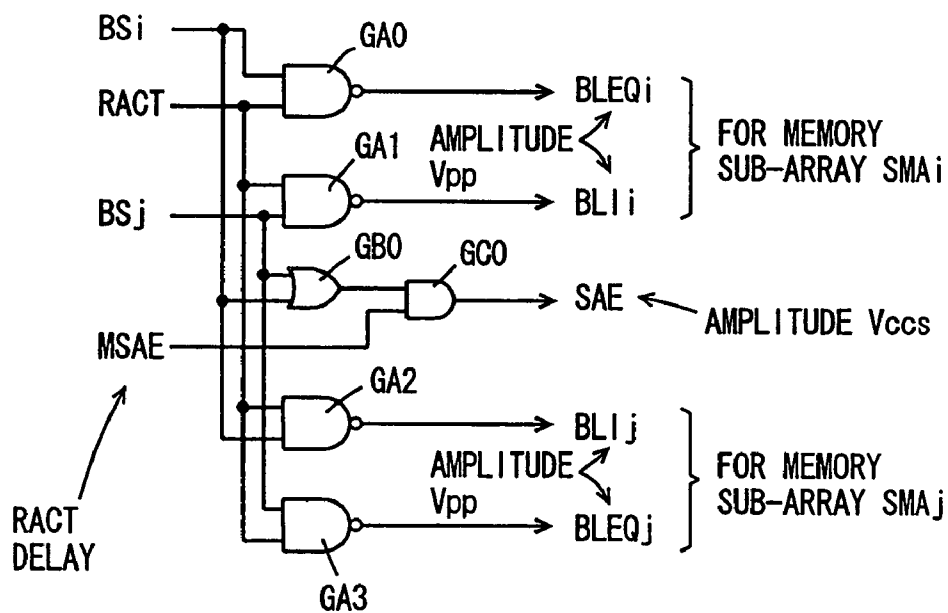 BSi
GA0
RACT
BLEQi
AMPLITUDE
Vpp
FOR MEMORY
SUB-ARRAY SMAi
GA1
BSj
BLIi
GB0
GC0
SAE
AMPLITUDE Vccs
MSAE
GA2
BLIj
AMPLITUDE
Vpp
FOR MEMORY
SUB-ARRAY SMAj
RACT
DELAY
BLEQj
GA3